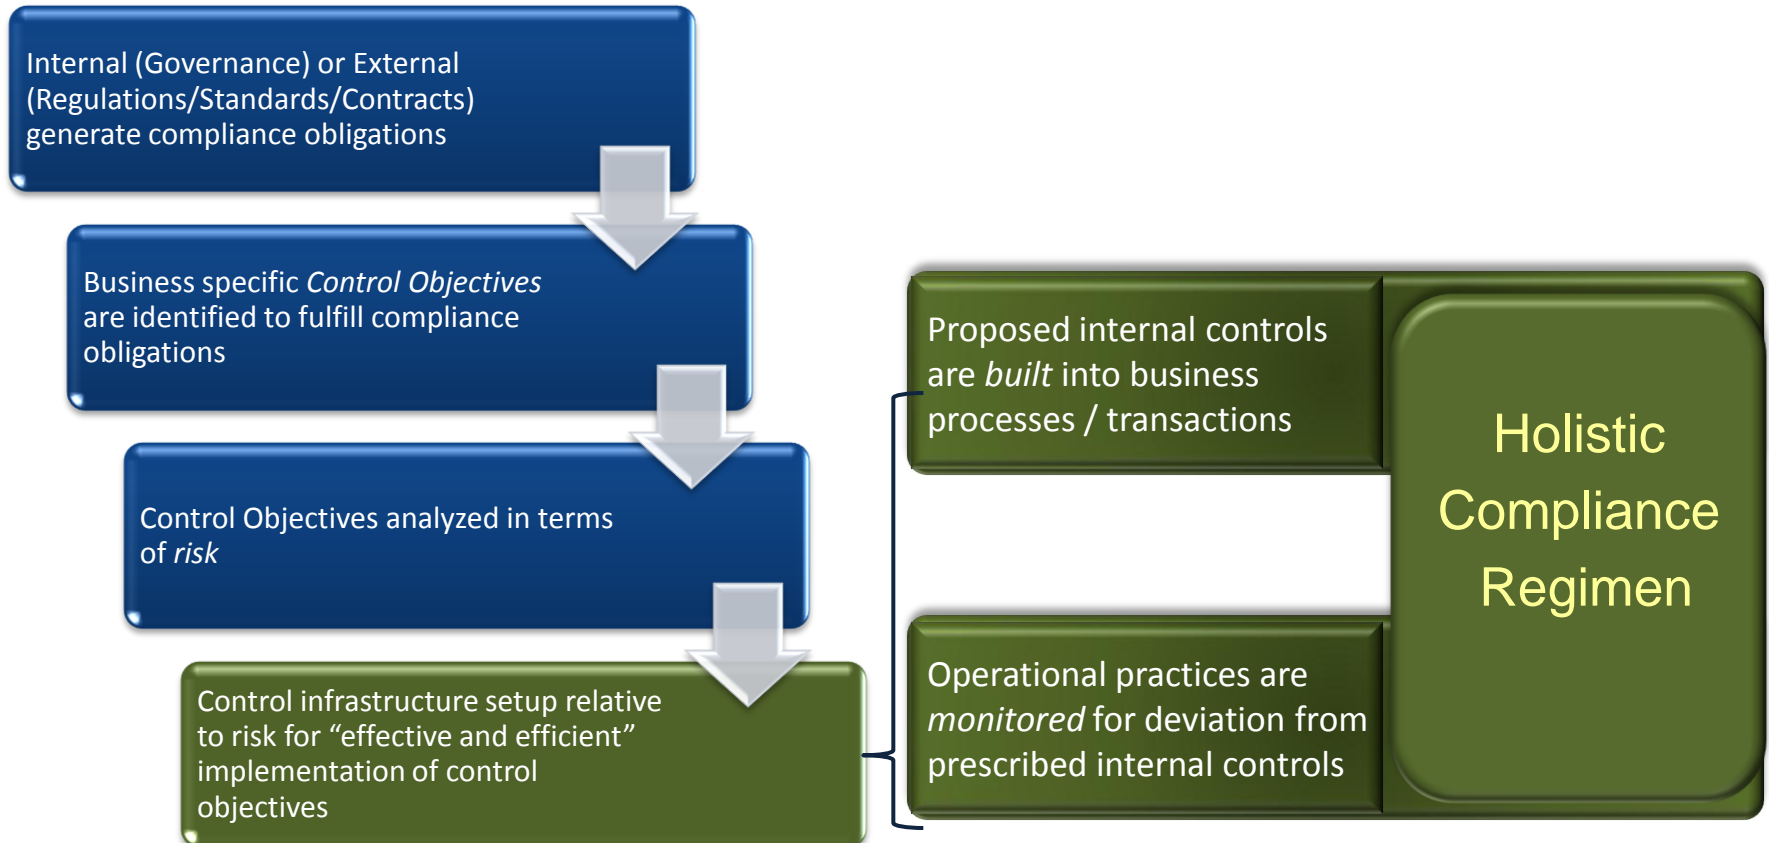 Internal (Governance) or External
(Regulations/Standards/Contracts)
generate compliance obligations
Business specific Control Objectives
are identified to fulfill compliance
obligations
Control Objectives analyzed in terms
of risk
Control infrastructure setup relative
to risk for “effective and efficient”
implementation of control
objectives
Proposed internal controls
are built into business
processes / transactions
Operational practices are
monitored for deviation from
prescribed internal controls
Holistic
Compliance
Regimen